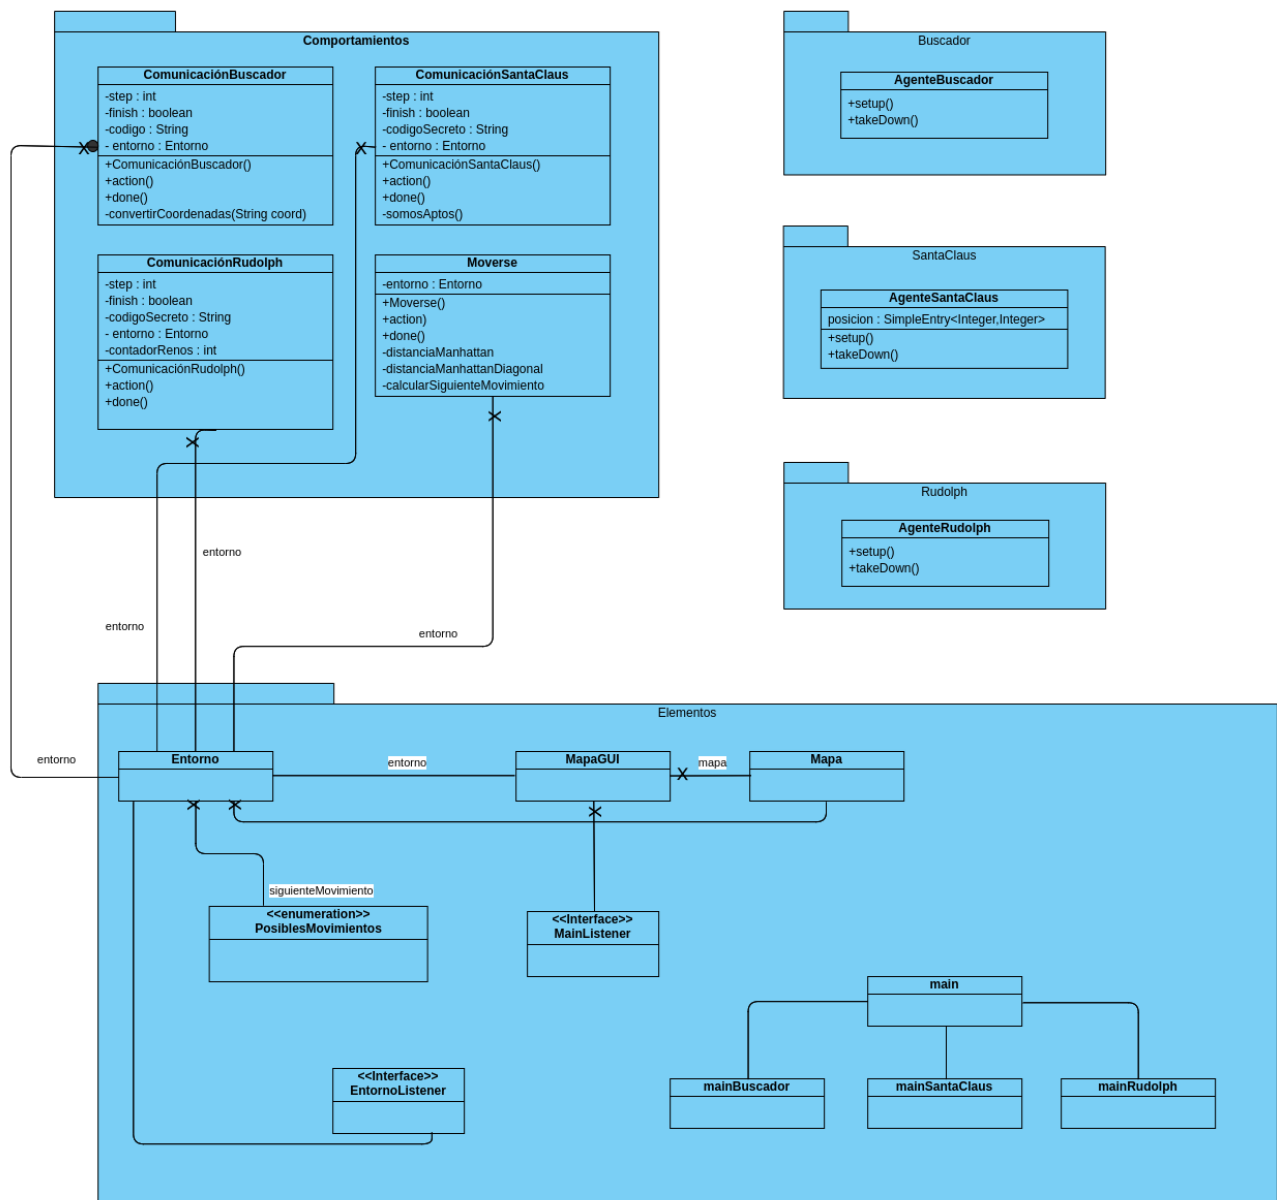 Comportamientos
ComunicaciónBuscador
-step : int
-finish : boolean
-codigo : String
- entorno : Entorno
+ComunicaciónBuscador()
+action()
+done()
-convertirCoordenadas(String coord)
ComunicaciónSantaClaus
-step : int
-finish : boolean
-codigoSecreto : String
- entorno : Entorno
+ComunicaciónSantaClaus()
+action()
+done()
-somosAptos()
ComunicaciónRudolph
-step : int
-finish : boolean
-codigoSecreto : String
- entorno : Entorno
-contadorRenos : int
+ComunicaciónRudolph()
+action()
+done()
Moverse
-entorno : Entorno
+Moverse()
+action)
+done()
-distanciaManhattan
-distanciaManhattanDiagonal
-calcularSiguienteMovimiento
Buscador
AgenteBuscador
+setup()
+takeDown()
SantaClaus
AgenteSantaClaus
posicion : SimpleEntry<Integer,Integer>
+setup()
+takeDown()
Rudolph
AgenteRudolph
+setup()
+takeDown()
entorno
entorno
entorno
entorno
Elementos
Entorno
entorno
MapaGUI
mapa
Mapa
siguienteMovimiento
<<enumeration>>
PosiblesMovimientos
<<Interface>>
MainListener
main
<<Interface>>
EntornoListener
mainBuscador
mainSantaClaus
mainRudolph